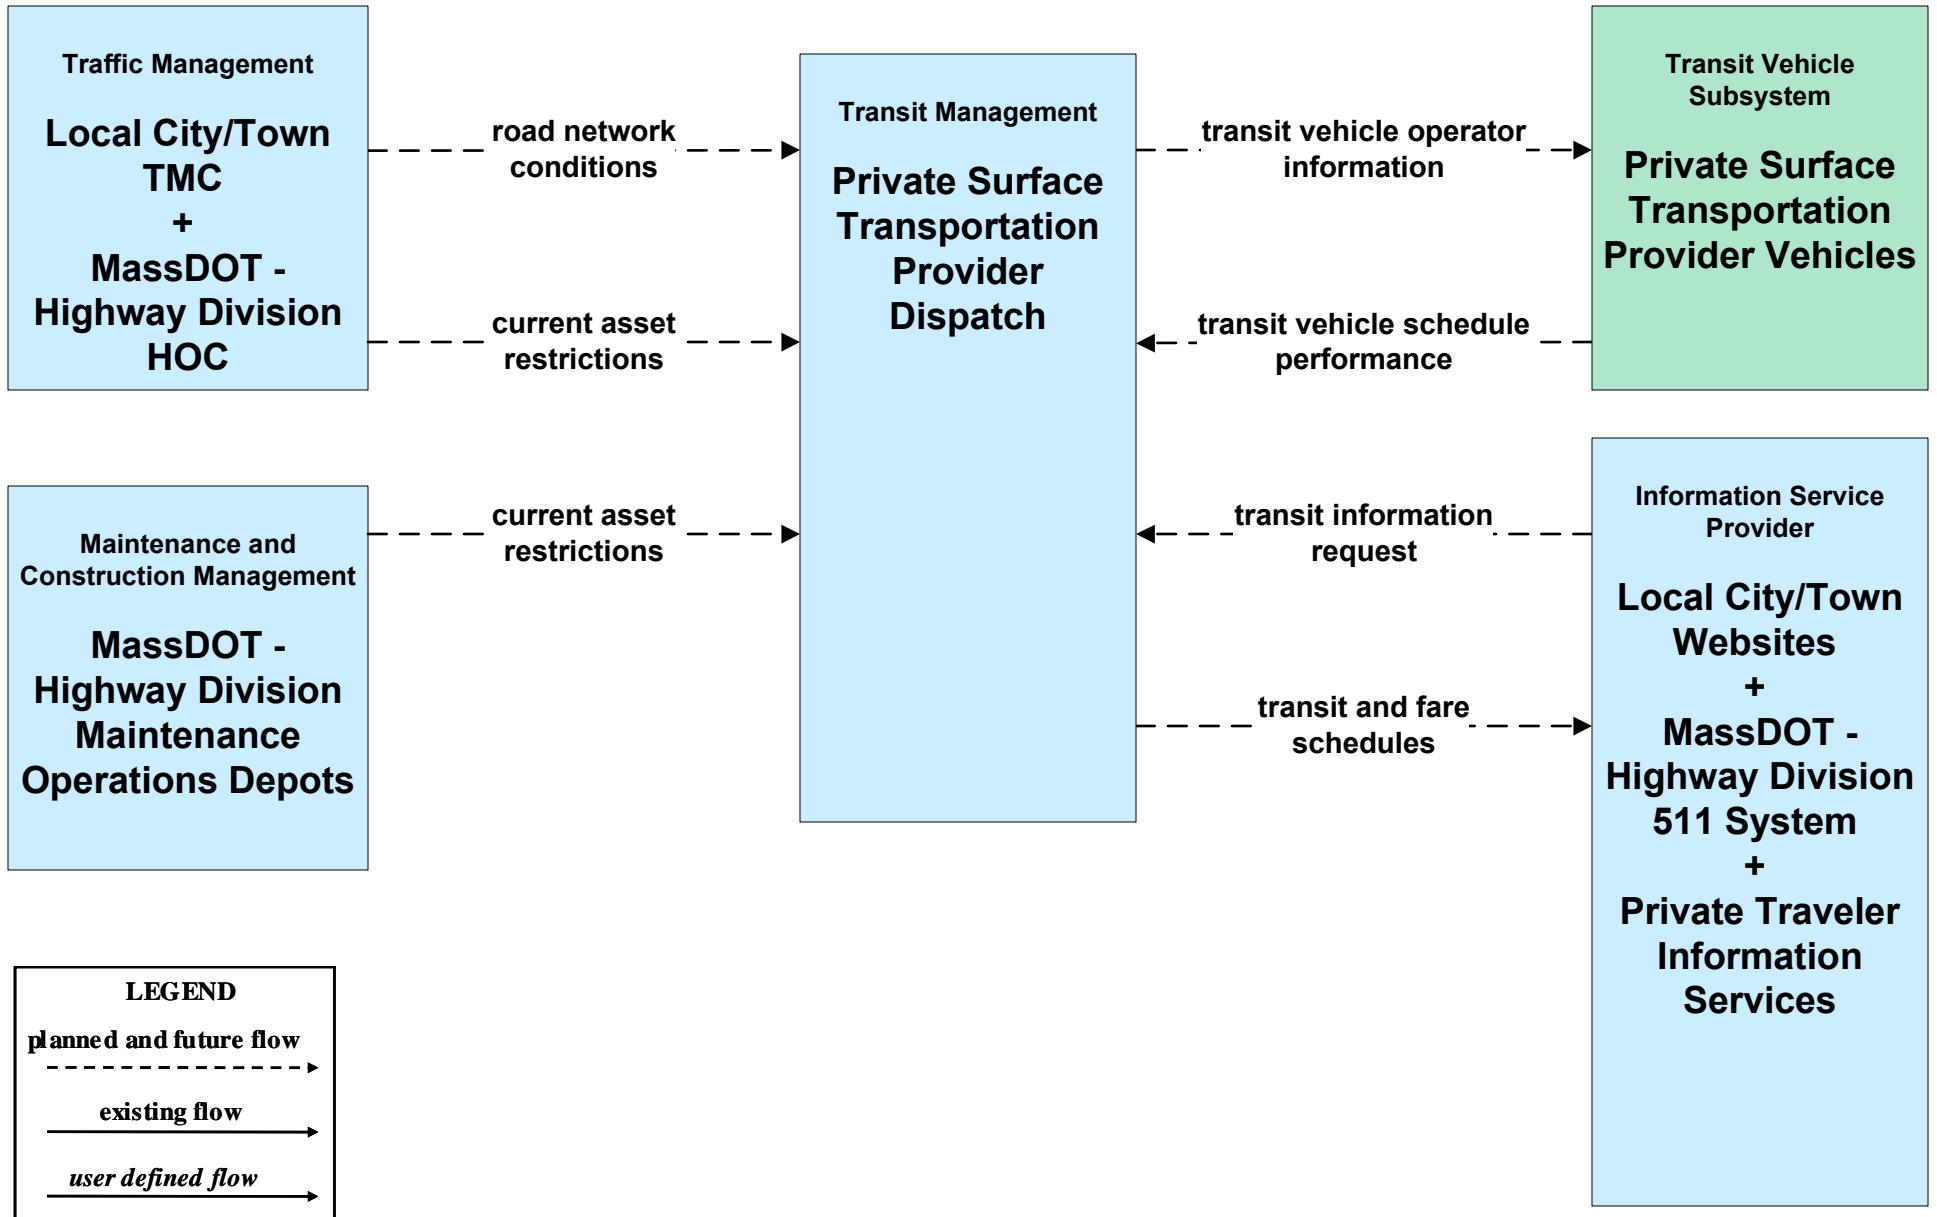 Traffic Management
Local City/Town
TMC
+
MassDOT -
Highway Division
HOC
road network
conditions
current asset
restrictions
Transit Management
Private Surface
Transportation
Provider
Dispatch
transit vehicle operator
information
transit vehicle schedule
performance
Transit Vehicle
Subsystem
Private Surface
Transportation
Provider Vehicles
Maintenance and
Construction Management
MassDOT -
Highway Division
Maintenance
Operations Depots
current asset
restrictions
transit information
request
transit and fare
schedules
Information Service
Provider
Local City/Town
Websites
+
MassDOT -
Highway Division
511 System
+
Private Traveler
Information
Services
LEGEND
planned and future flow
existing flow
user defined flow